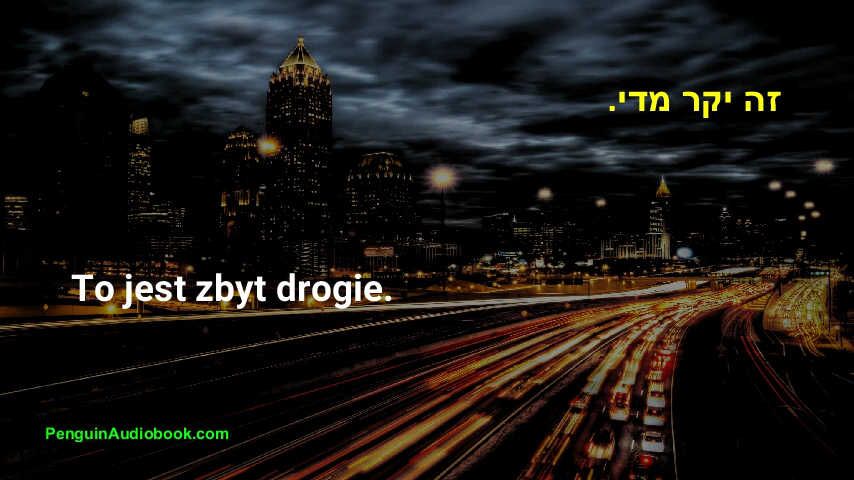 זה יקר מדי.
To jest zbyt drogie.
PenguinAudiobook.com